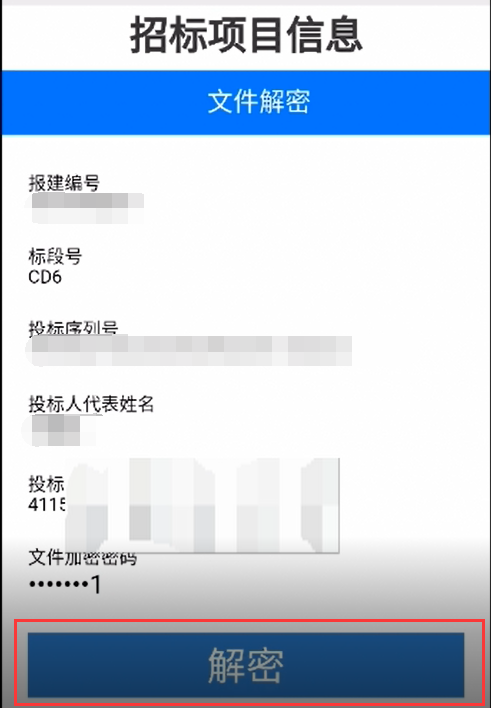 招标项目信息
文件解密
报建编号
标段号
CD6
投标序列号
投标人代表姓名
投标
4115
文件加密密码
•••••••1
解密